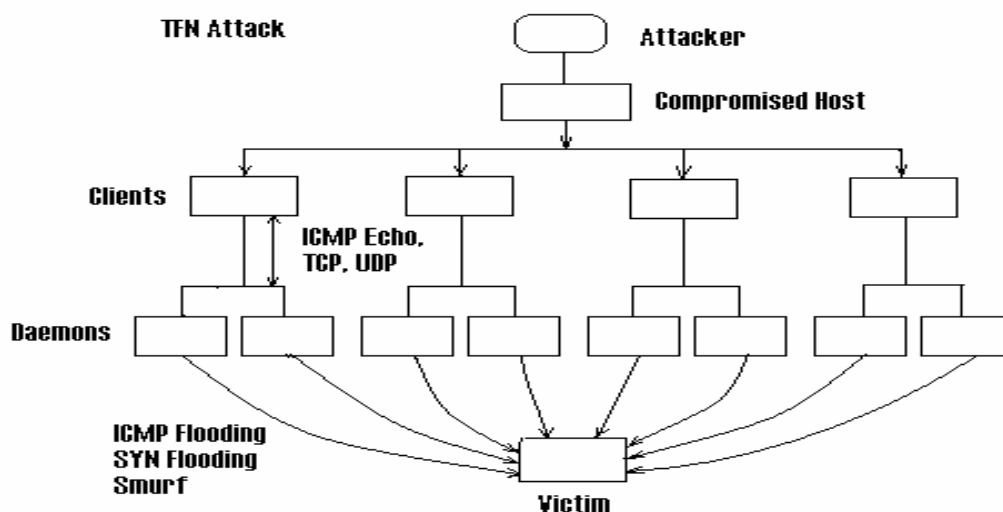 TFN Attack
Attacker
Compromised Host
Clients
ICMP Echo,
TCP, UDP
Daemons
ICMP Flooding
SYN Flooding
Smurf
Victim